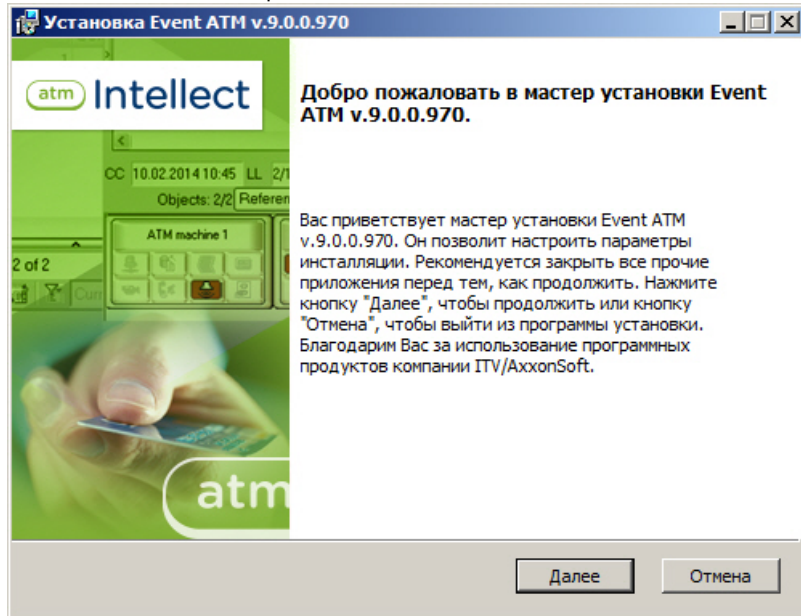 Установка Event ATM v.9.0.0.970
atm Intellect
CC 10.02.2014 10:45 LL 2/1
Objects: 2/2 Referen
ATM machine 1
2 of 2
Curr
atm
Добро пожаловать в мастер установки Event
ATM v.9.0.0.970.
Вас приветствует мастер установки Event ATM
v.9.0.0.970. Он позволит настроить параметры
инсталляции. Рекомендуется закрыть все прочие
приложения перед тем, как продолжить. Нажмите
кнопку "Далее", чтобы продолжить или кнопку
"Отмена", чтобы выйти из программы установки.
Благодарим Вас за использование программных
продуктов компании ITV/AxxonSoft.
Далее
Отмена